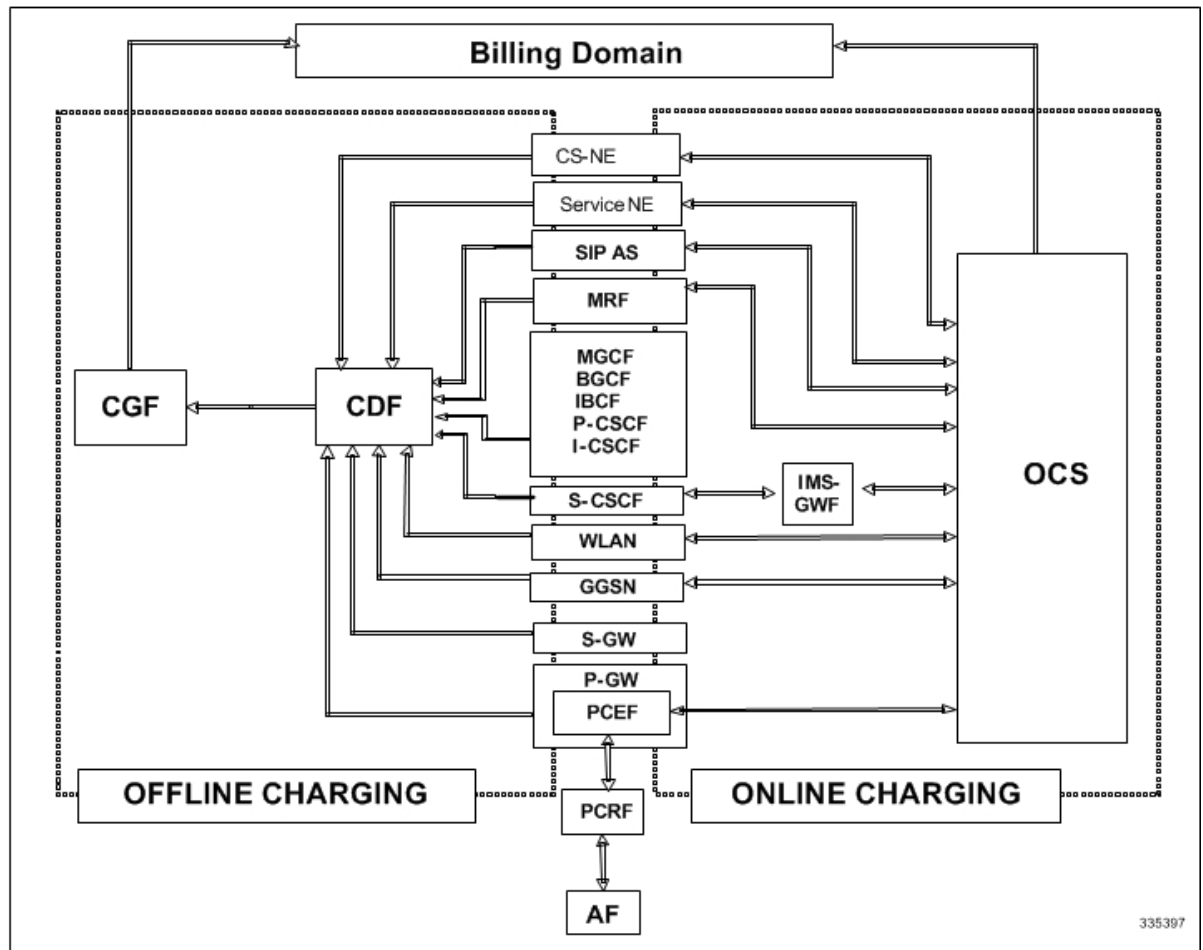 Billing Domain
CS-NE
Service NE
SIP AS
MRF
MGCF
BGCF
IBCF
P-CSCF
I-CSCF
CGF
CDF
OCS
IMS-
GWF
S-CSCF
WLAN
GGSN
S-GW
P-GW
PCEF
OFFLINE CHARGING
ONLINE CHARGING
PCRF
AF
335397